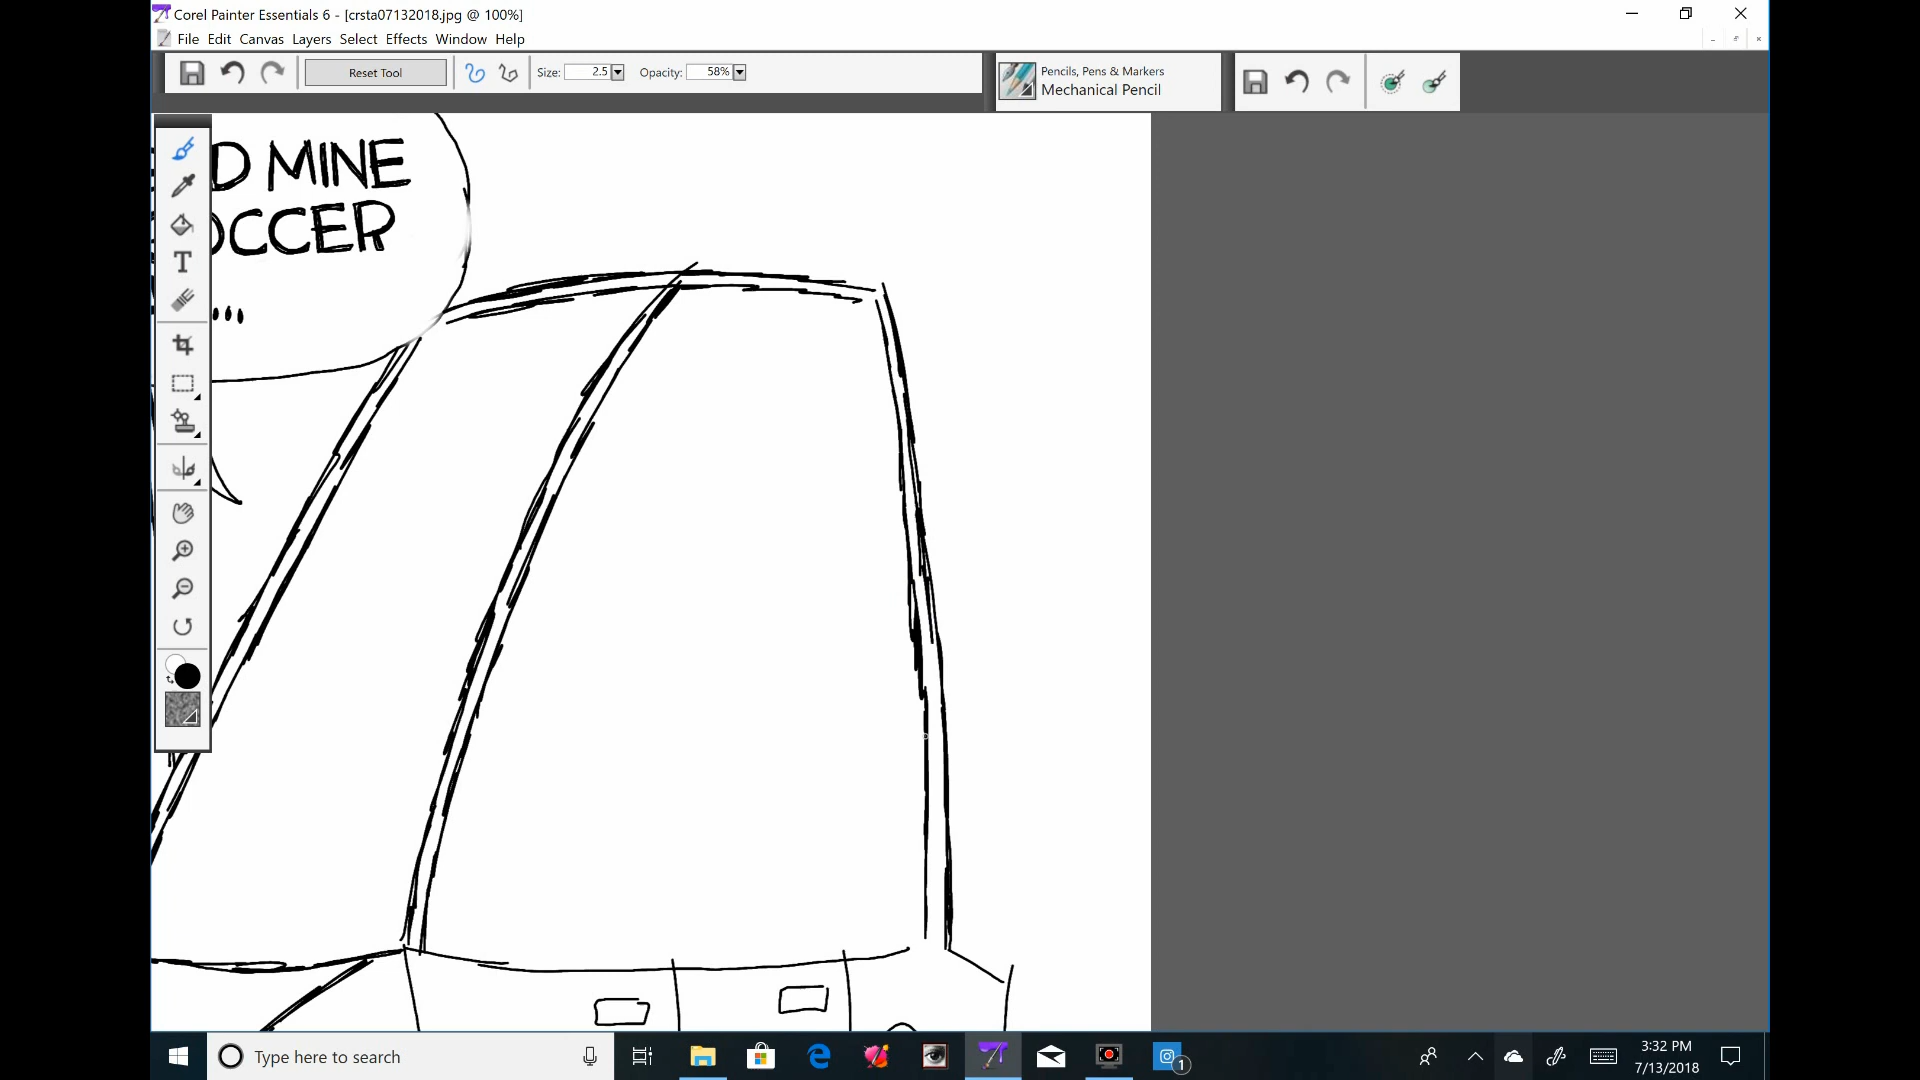 Corel Painter Essentials 6 - [crsta07132018.jpg @ 100%]
File Edit Canvas Layers Select Effects Window Help
Reset Tool
Size: 2.5
Opacity: 58%
Pencils, Pens & Markers
Mechanical Pencil
D MINE
OCCER
...
T
Type here to search
1
3:32 PM
7/13/2018